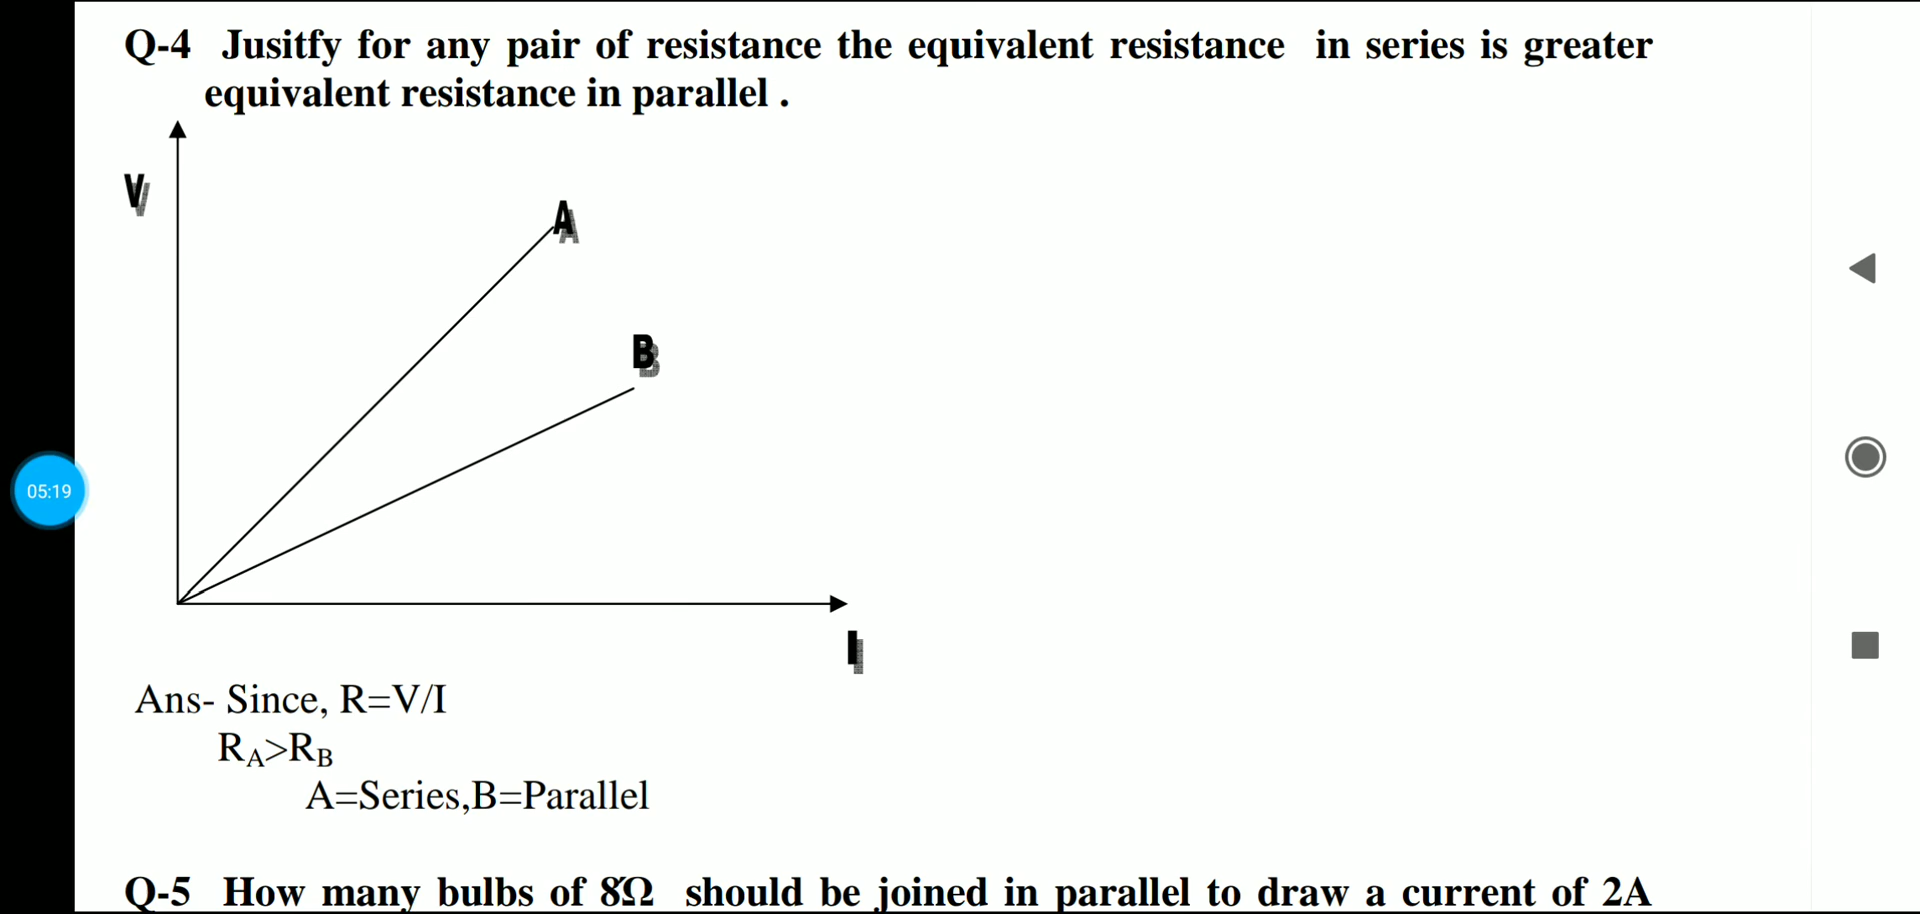 Q-4 Jusitfy for any pair of resistance the equivalent resistance in series is greater
equivalent resistance in parallel .
V
A
B
05:19
I
Ans- Since, R=V/I
R_A>R_B
A=Series,B=Parallel
Q-5 How many bulbs of 8Ω should be joined in parallel to draw a current of 2A